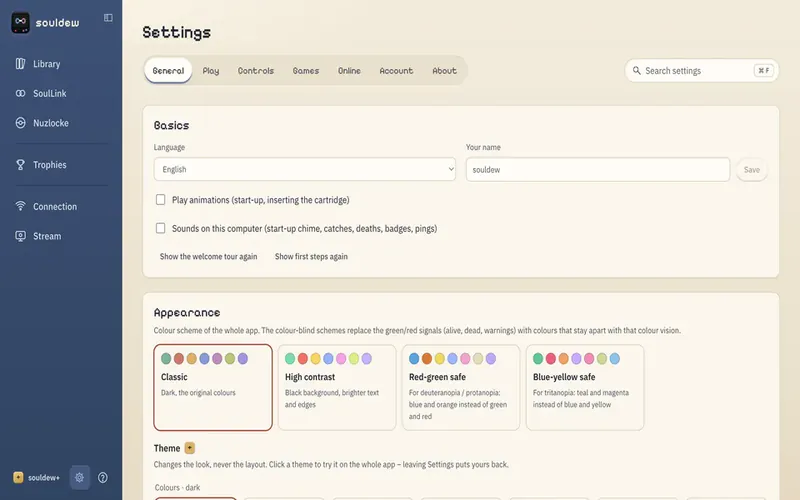 souldew
Library
SoulLink
Nuzlocke
Trophies
Connection
Stream
souldew+
Settings
General
Play
Controls
Games
Online
Account
About
Search settings
⌘ F
Basics
Language
Your name
English
souldew
Save
Play animations (start-up, inserting the cartridge)
Sounds on this computer (start-up chime, catches, deaths, badges, pings)
Show the welcome tour again
Show first steps again
Appearance
Colour scheme of the whole app. The colour-blind schemes replace the green/red signals (alive, dead, warnings) with colours that stay apart with that colour vision.
Classic
Dark, the original colours
High contrast
Black background, brighter text
and edges
Red-green safe
For deuteranopia / protanopia:
blue and orange instead of green
and red
Blue-yellow safe
For tritanopia: teal and magenta
instead of blue and yellow
Theme
Changes the look, never the layout. Click a theme to try it on the whole app – leaving Settings puts yours back.
Colours · dark